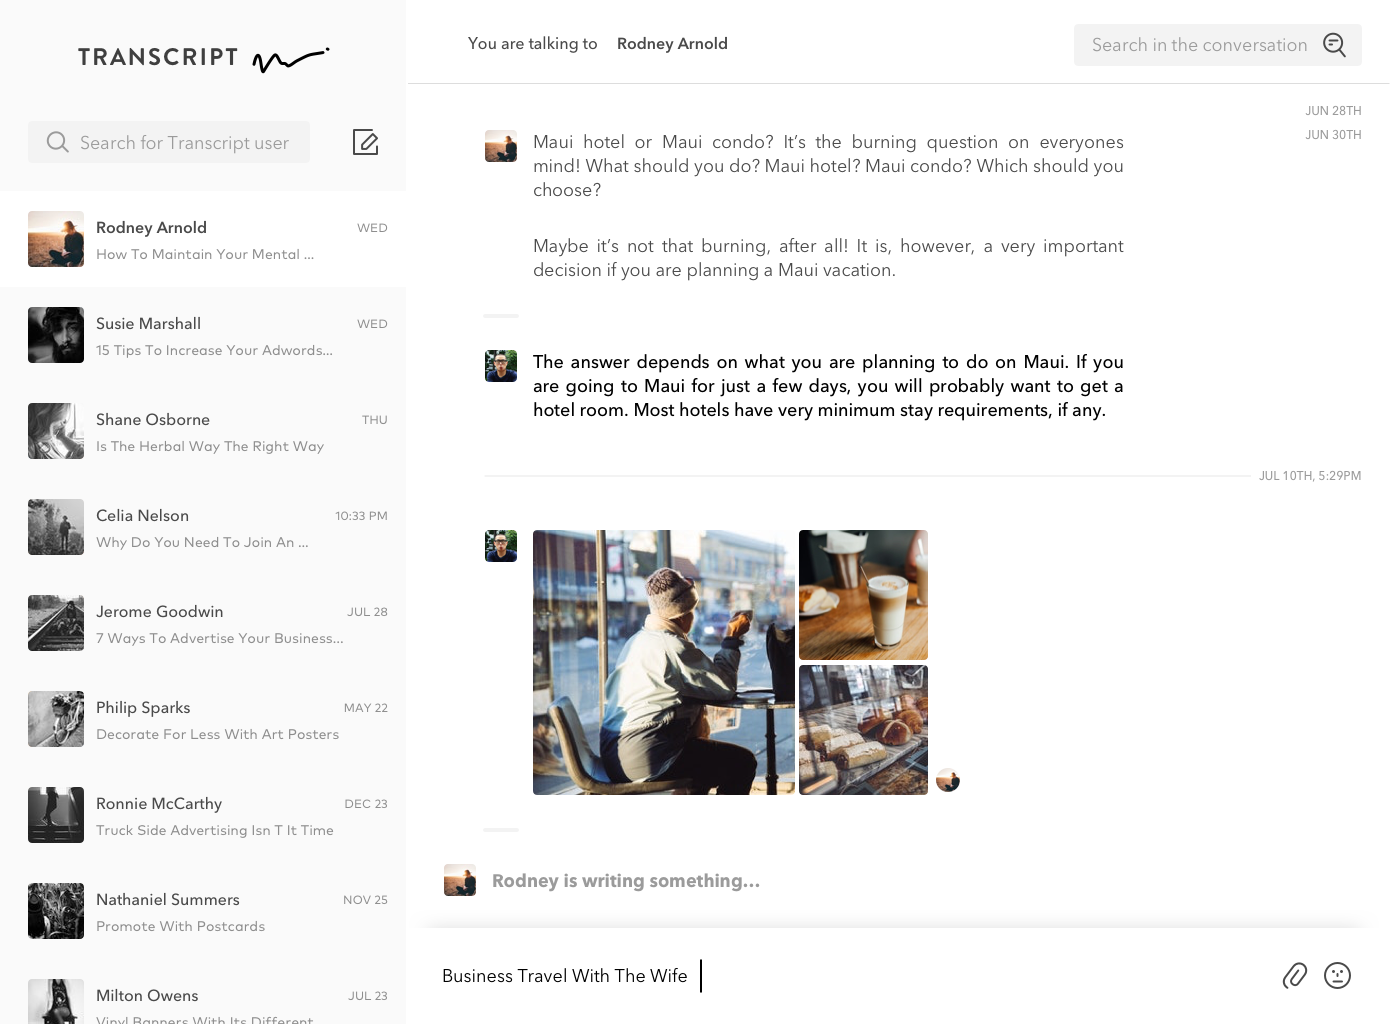 TRANSCRIPT
Search for Transcript user
Rodney Arnold
WED
How To Maintain Your Mental ...
Susie Marshall
WED
15 Tips To Increase Your Adwords...
Shane Osborne
THU
Is The Herbal Way The Right Way
Celia Nelson
10:33 PM
Why Do You Need To Join An ...
Jerome Goodwin
JUL 28
7 Ways To Advertise Your Business...
Philip Sparks
MAY 22
Decorate For Less With Art Posters
Ronnie McCarthy
DEC 23
Truck Side Advertising Isn T It Time
Nathaniel Summers
NOV 25
Promote With Postcards
Milton Owens
JUL 23
Vinyl Banners With Its Different
You are talking to Rodney Arnold
Search in the conversation
JUN 28TH
JUN 30TH
Maui hotel or Maui condo? It’s the burning question on everyones
mind! What should you do? Maui hotel? Maui condo? Which should you
choose?
Maybe it’s not that burning, after all! It is, however, a very important
decision if you are planning a Maui vacation.
The answer depends on what you are planning to do on Maui. If you
are going to Maui for just a few days, you will probably want to get a
hotel room. Most hotels have very minimum stay requirements, if any.
JUL 10TH, 5:29PM
Rodney is writing something...
Business Travel With The Wife